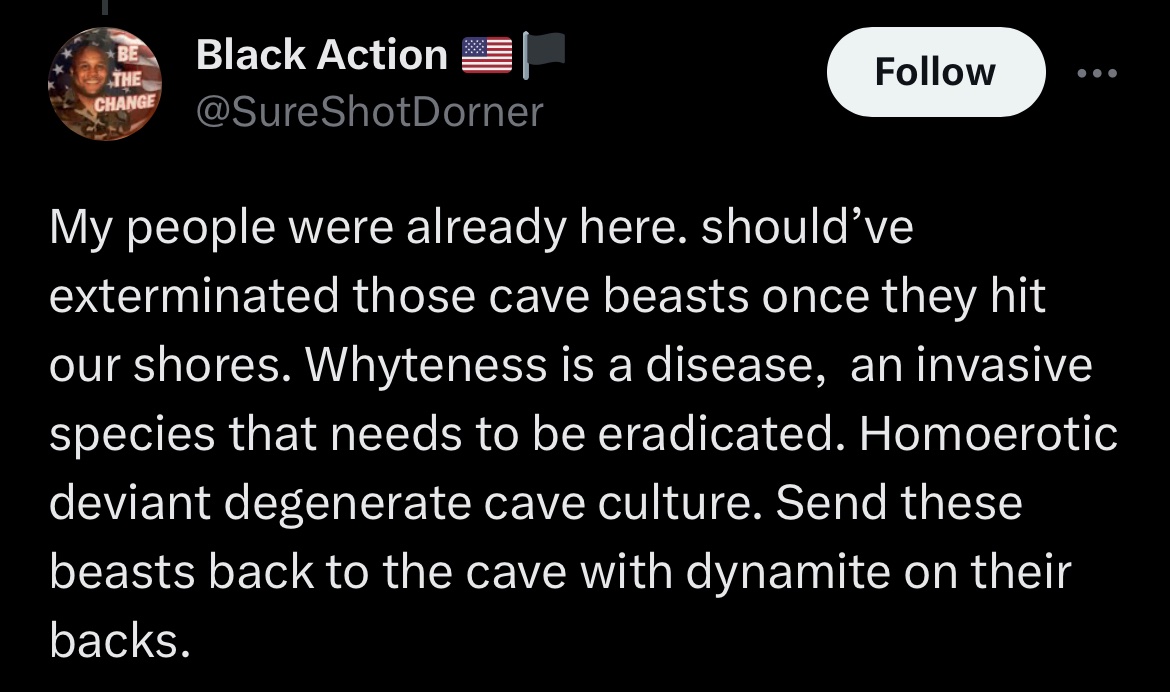 BE
THE
CHANGE
Black Action 🇺🇸🏴
@SureShotDorner
Follow
My people were already here. should’ve
exterminated those cave beasts once they hit
our shores. Whyteness is a disease,  an invasive
species that needs to be eradicated. Homoerotic
deviant degenerate cave culture. Send these
beasts back to the cave with dynamite on their
backs.